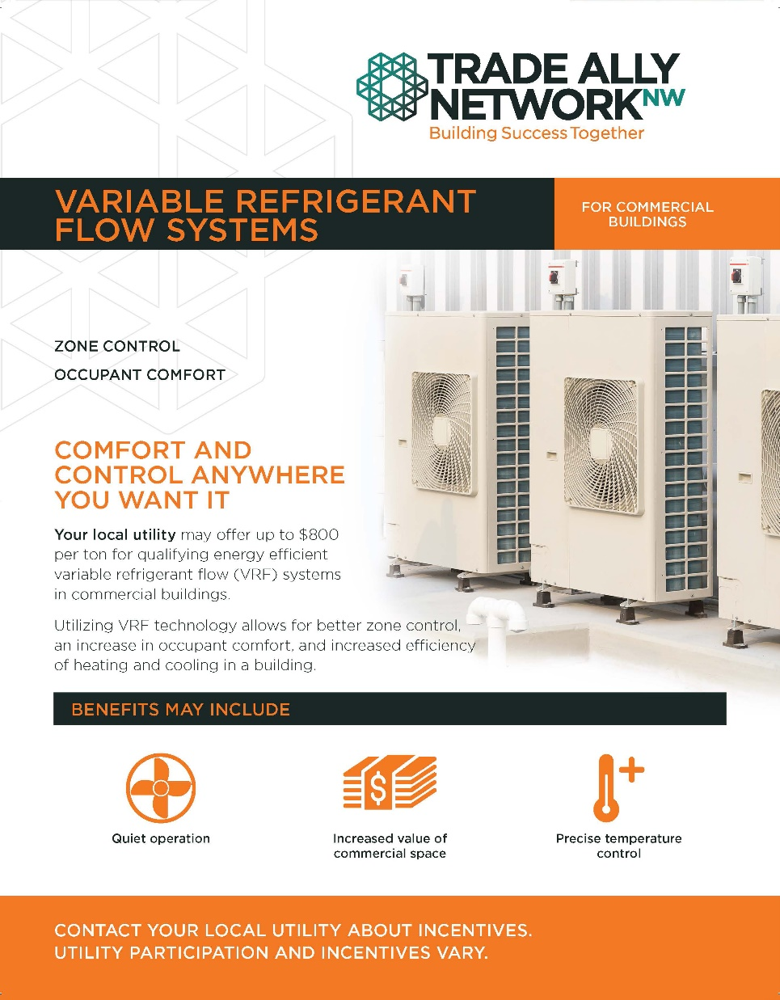 TRADE ALLY
NETWORKNW
Building Success Together
VARIABLE REFRIGERANT
FLOW SYSTEMS
FOR COMMERCIAL
BUILDINGS
ZONE CONTROL
OCCUPANT COMFORT
COMFORT AND
CONTROL ANYWHERE
YOU WANT IT
Your local utility may offer up to $800
per ton for qualifying energy efficient
variable refrigerant flow (VRF) systems
in commercial buildings.
Utilizing VRF technology allows for better zone control,
an increase in occupant comfort, and increased efficiency
of heating and cooling in a building.
BENEFITS MAY INCLUDE
$
Quiet operation
Increased value of
commercial space
Precise temperature
control
CONTACT YOUR LOCAL UTILITY ABOUT INCENTIVES.
UTILITY PARTICIPATION AND INCENTIVES VARY.